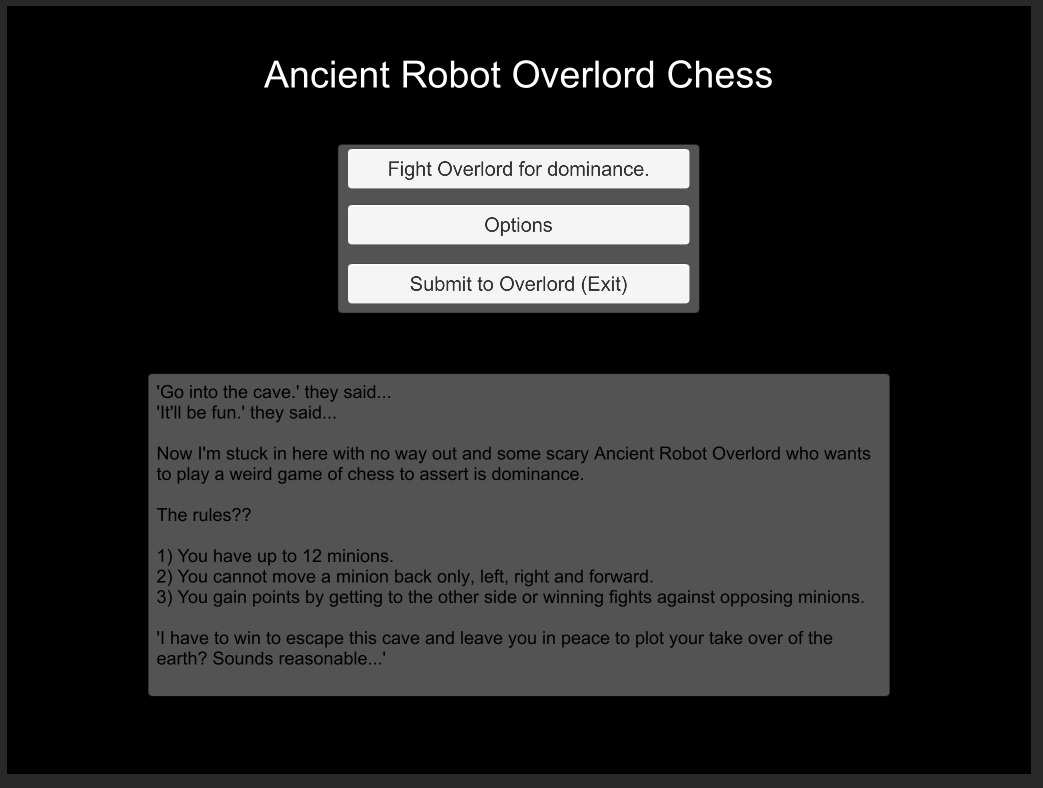 Ancient Robot Overlord Chess
Fight Overlord for dominance.
Options
Submit to Overlord (Exit)
'Go into the cave.' they said...
'It'll be fun.' they said...
Now I'm stuck in here with no way out and some scary Ancient Robot Overlord who wants
to play a weird game of chess to assert is dominance.
The rules??
1) You have up to 12 minions.
2) You cannot move a minion back only, left, right and forward.
3) You gain points by getting to the other side or winning fights against opposing minions.
'I have to win to escape this cave and leave you in peace to plot your take over of the
earth? Sounds reasonable...'